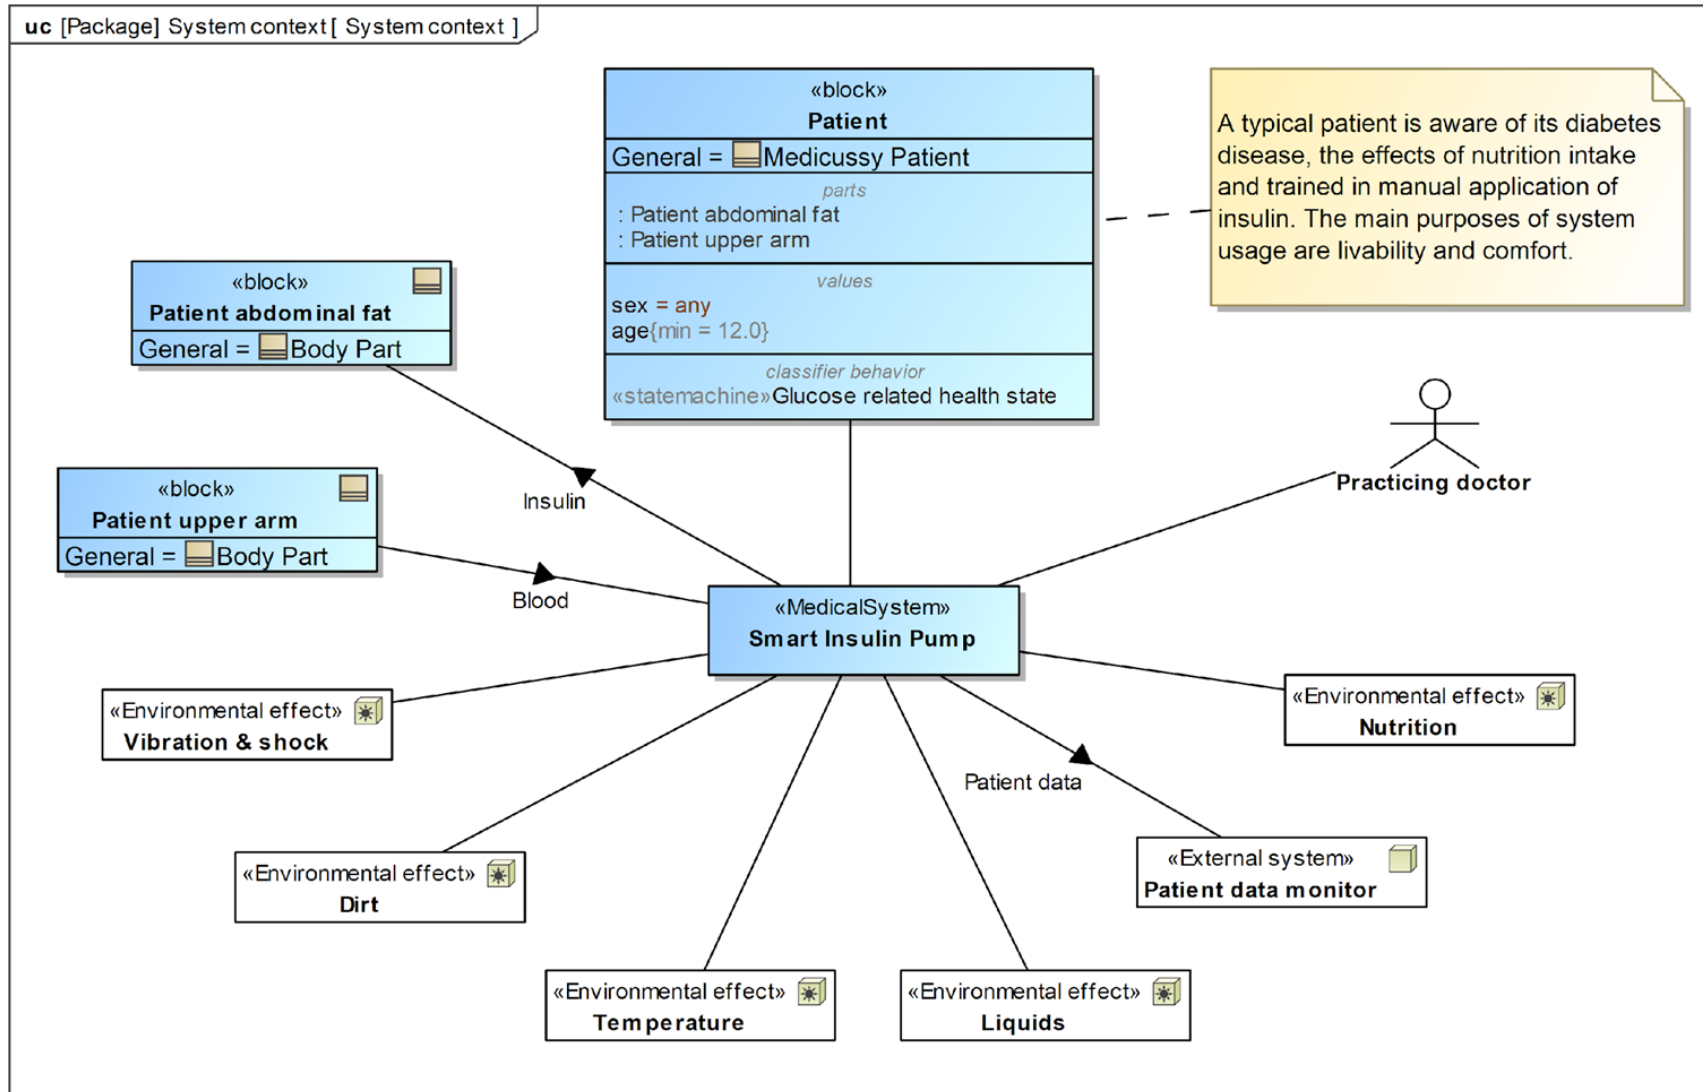 uc [Package] System context [ System context ]
«block»
Patient
General = Medicussy Patient
parts
: Patient abdominal fat
: Patient upper arm
values
sex = any
age{min = 12.0}
classifier behavior
«statemachine»Glucose related health state
A typical patient is aware of its diabetes
disease, the effects of nutrition intake
and trained in manual application of
insulin. The main purposes of system
usage are livability and comfort.
«block»
Patient abdominal fat
General = Body Part
Practicing doctor
«block»
Patient upper arm
General = Body Part
Insulin
Blood
«MedicalSystem»
Smart Insulin Pump
«Environmental effect»
Vibration & shock
«Environmental effect»
Nutrition
Patient data
«Environmental effect»
Dirt
«External system»
Patient data monitor
«Environmental effect»
Temperature
«Environmental effect»
Liquids